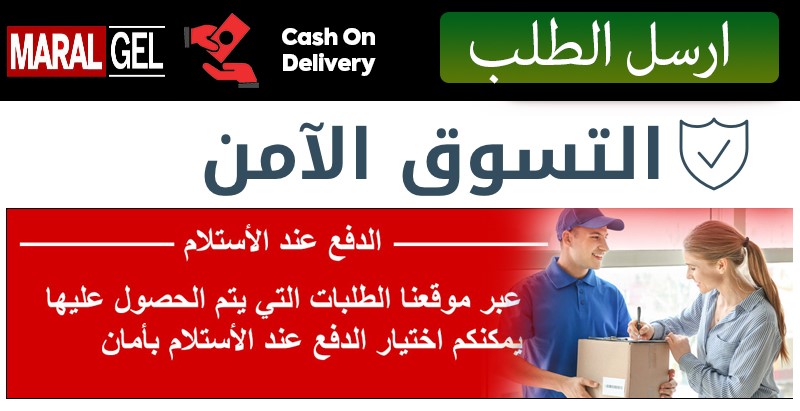 MARAL GEL
Cash On
Delivery
ارسل الطلب
التسوق الآمن
الدفع عند الأستلام
عبر موقعنا الطلبات التي يتم الحصول عليها
يمكنكم اختيار الدفع عند الأستلام بأمان